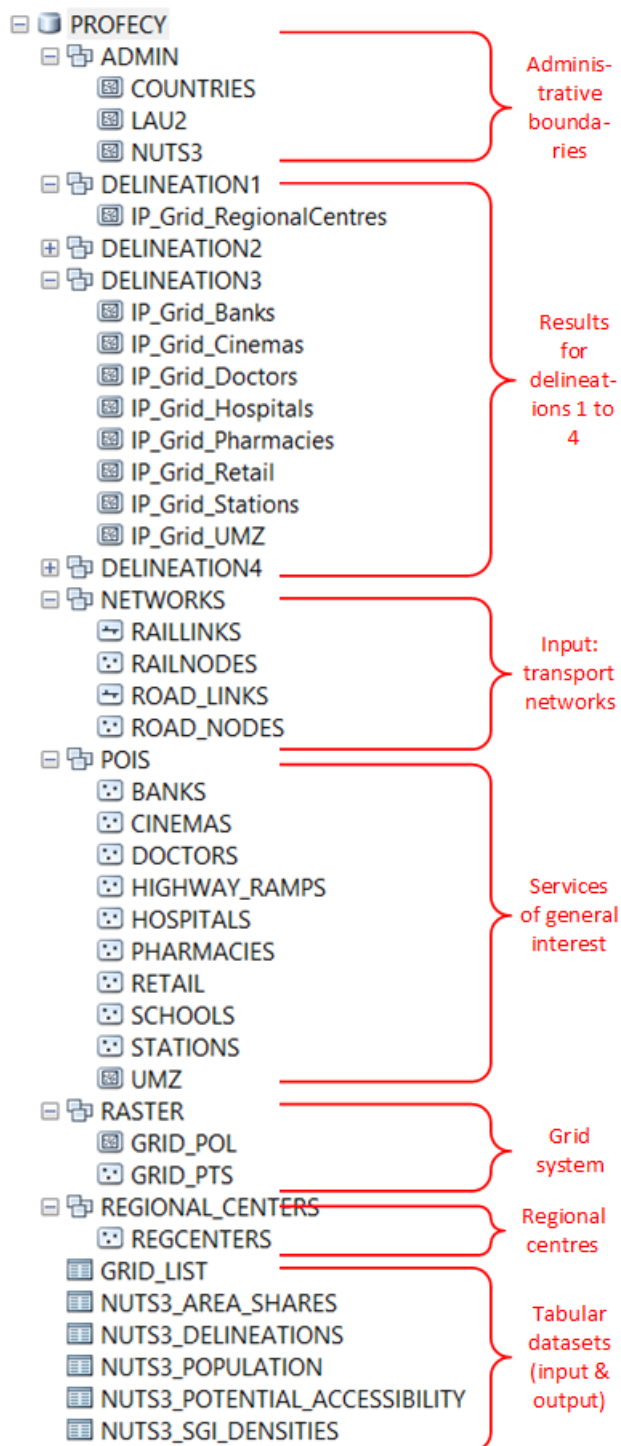 PROFECY
ADMIN
COUNTRIES
LAU2
NUTS3
Adminis-
trative
bounda-
ries
DELINEATION1
IP_Grid_RegionalCentres
DELINEATION2
DELINEATION3
IP_Grid_Banks
IP_Grid_Cinemas
IP_Grid_Doctors
IP_Grid_Hospitals
IP_Grid_Pharmacies
IP_Grid_Retail
IP_Grid_Stations
IP_Grid_UMZ
DELINEATION4
Results
for
delineat-
ions 1 to
4
NETWORKS
RAILLINKS
RAILNODES
ROAD_LINKS
ROAD_NODES
Input:
transport
networks
POIS
BANKS
CINEMAS
DOCTORS
HIGHWAY_RAMPS
HOSPITALS
PHARMACIES
RETAIL
SCHOOLS
STATIONS
UMZ
Services
of general
interest
RASTER
GRID_POL
GRID_PTS
Grid
system
REGIONAL_CENTERS
REGCENTERS
Regional
centres
GRID_LIST
NUTS3_AREA_SHARES
NUTS3_DELINEATIONS
NUTS3_POPULATION
NUTS3_POTENTIAL_ACCESSIBILITY
NUTS3_SGI_DENSITIES
Tabular
datasets
(input &
output)